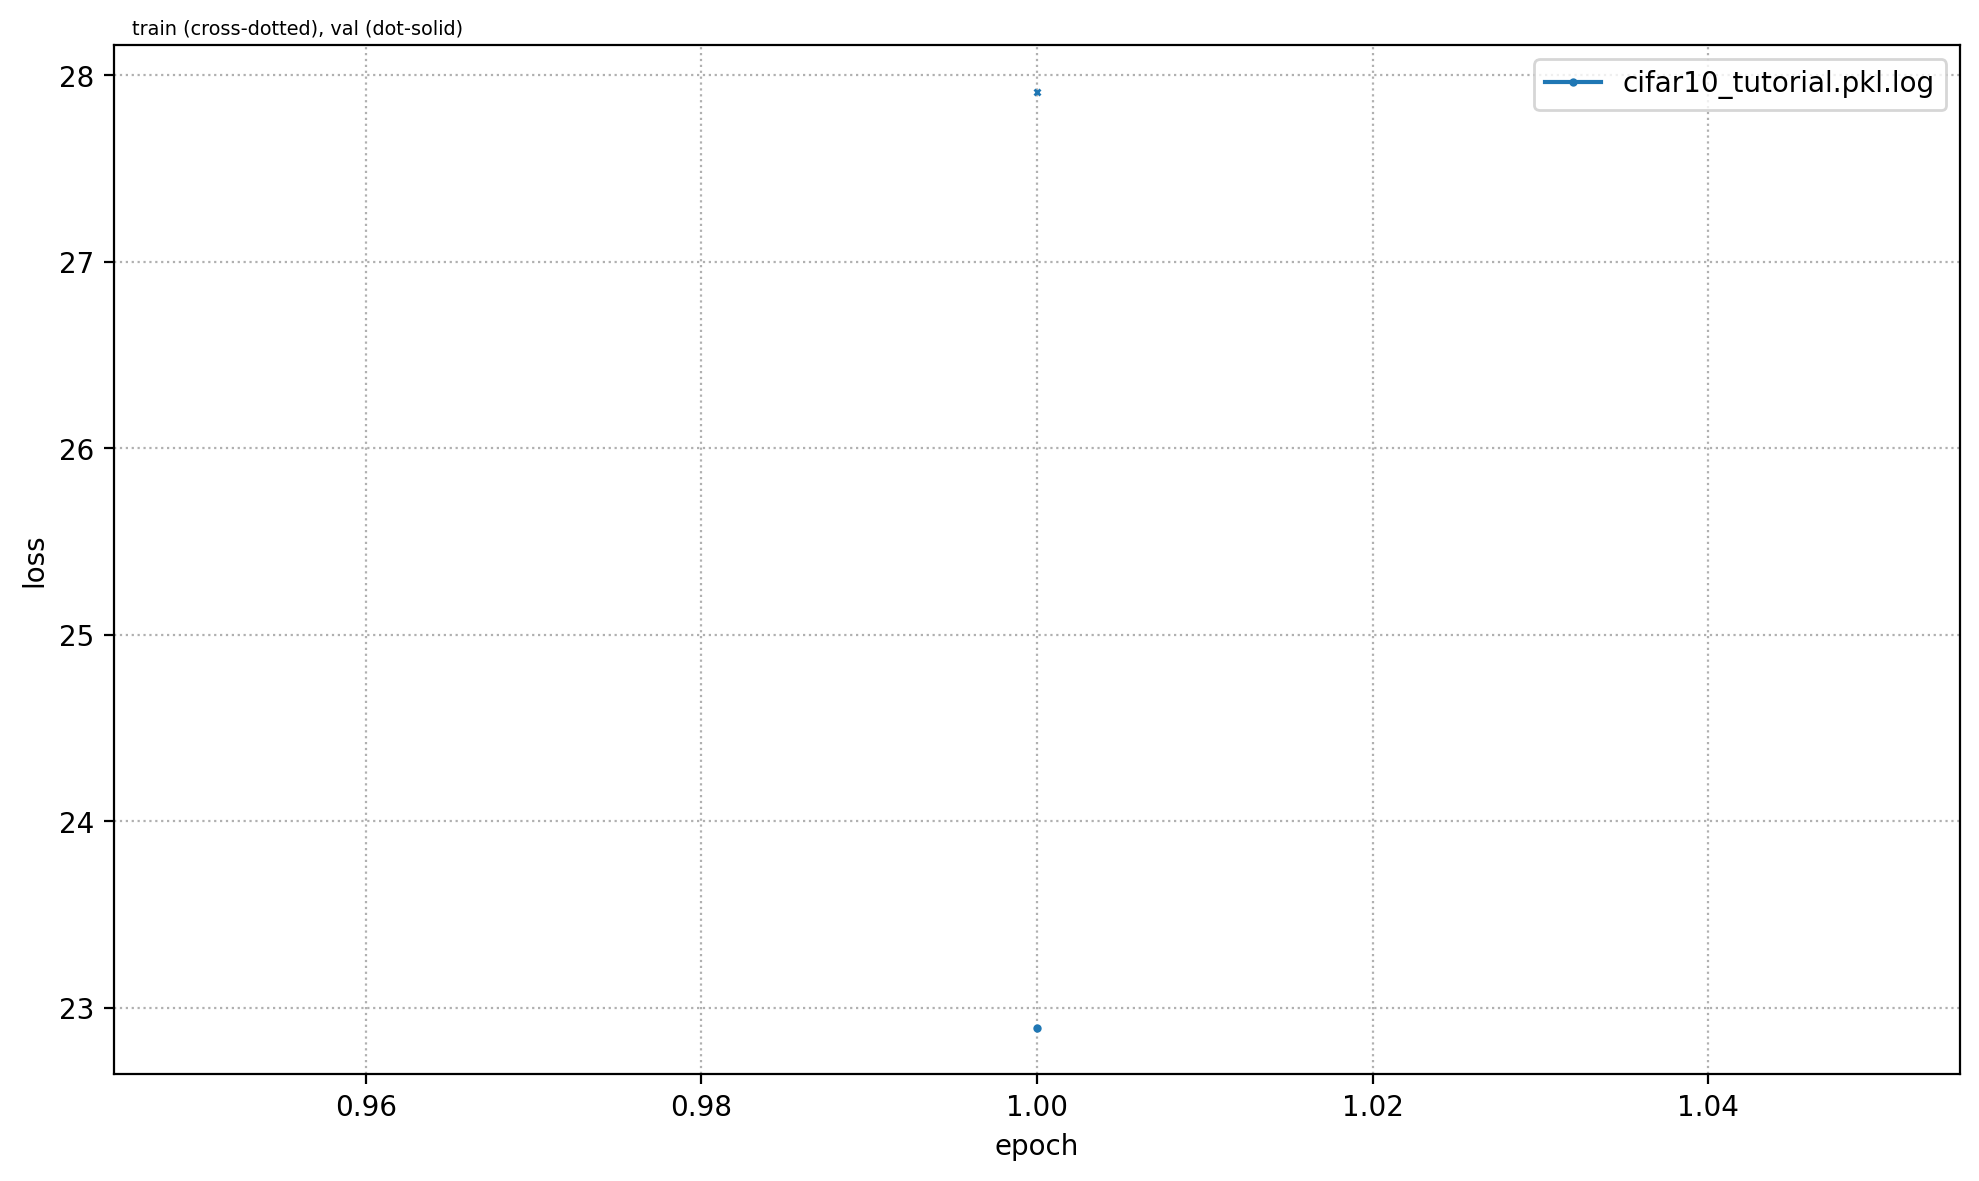 train (cross-dotted), val (dot-solid)
cifar10_tutorial.pkl.log
28
27
26
25
24
23
loss
0.96 0.98 1.00 1.02 1.04
epoch